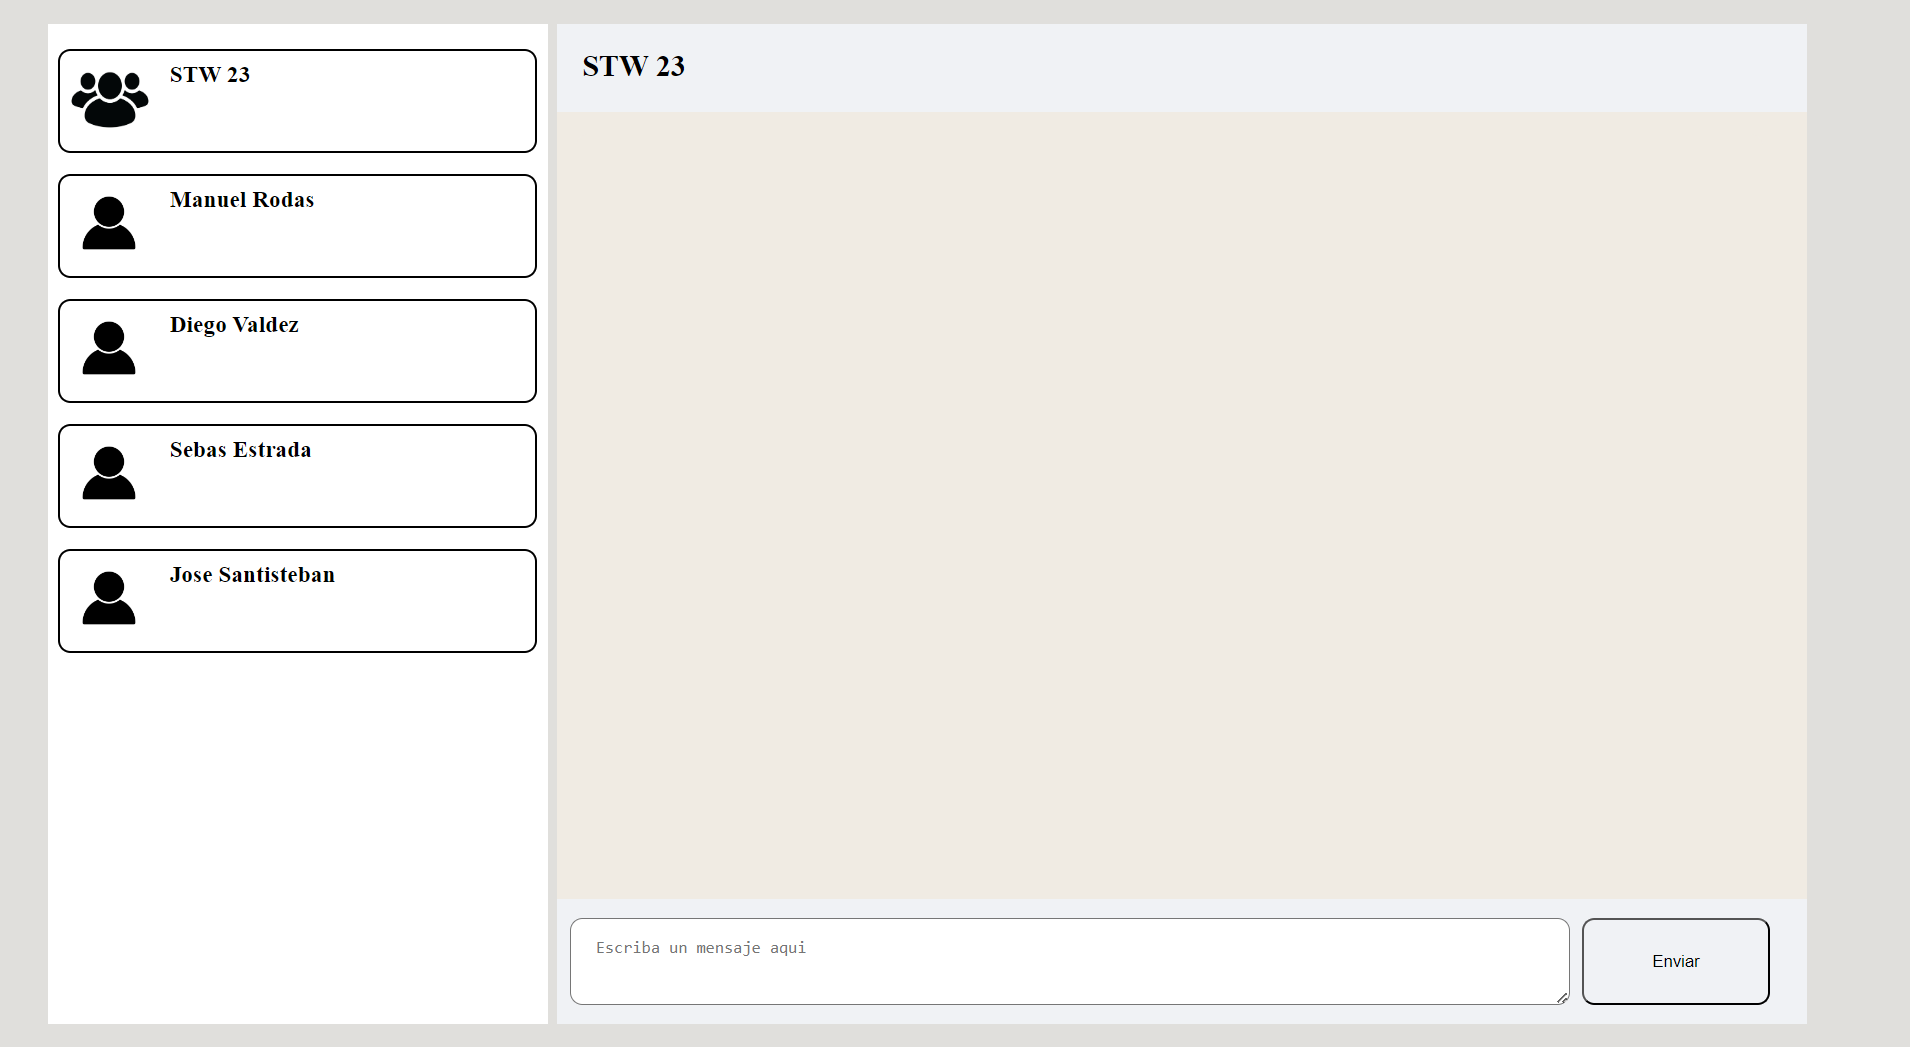 STW 23
Manuel Rodas
Diego Valdez
Sebas Estrada
Jose Santisteban
STW 23
Escriba un mensaje aqui
Enviar